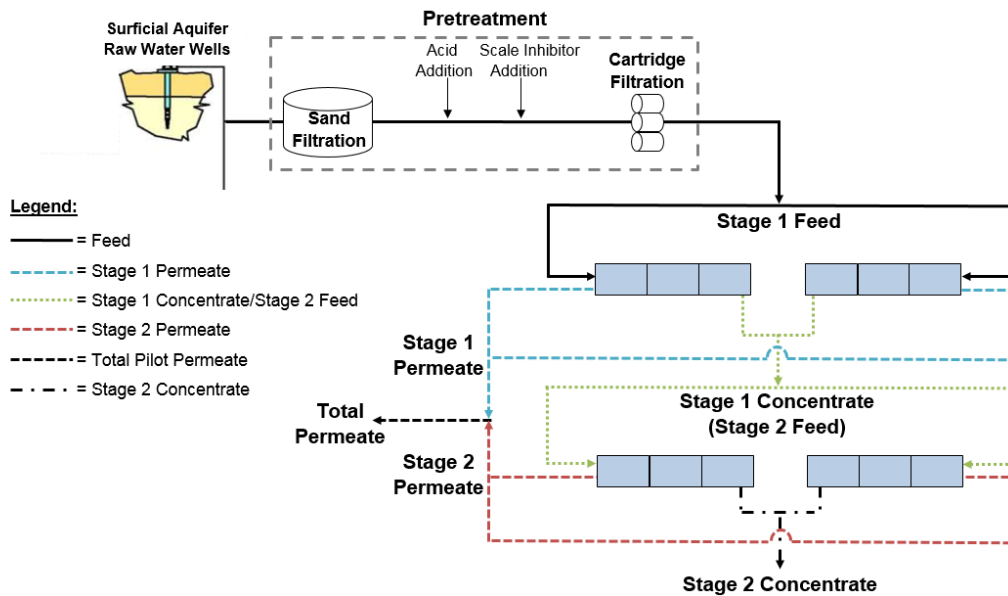 Pretreatment
Surficial Aquifer
Raw Water Wells
Acid
Addition
Scale Inhibitor
Addition
Cartridge
Filtration
Sand
Filtration
Legend:
= Feed
= Stage 1 Permeate
= Stage 1 Concentrate/Stage 2 Feed
= Stage 2 Permeate
= Total Pilot Permeate
= Stage 2 Concentrate
Stage 1 Feed
Stage 1
Permeate
Stage 1 Concentrate
(Stage 2 Feed)
Total
Permeate
Stage 2
Permeate
Stage 2 Concentrate